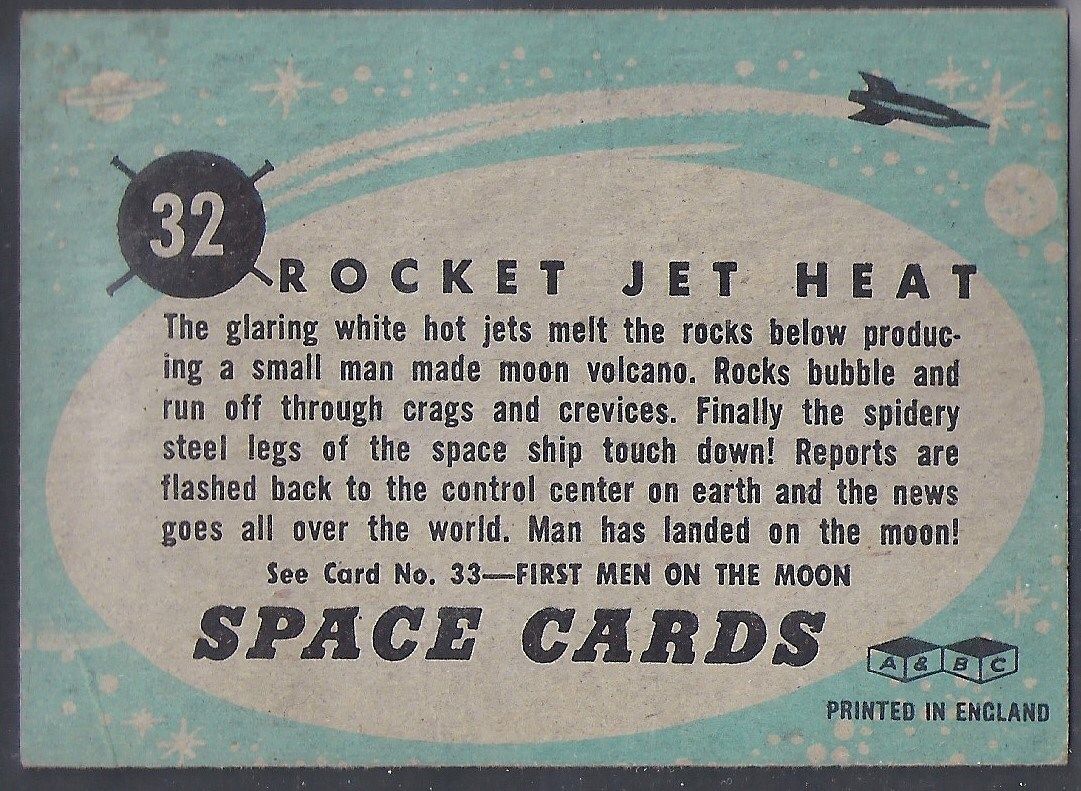 32
ROCKET JET HEAT
The glaring white hot jets melt the rocks below produc-
ing a small man made moon volcano. Rocks bubble and
run off through crags and crevices. Finally the spidery
steel legs of the space ship touch down! Reports are
flashed back to the control center on earth and the news
goes all over the world. Man has landed on the moon!
See Card No. 33—FIRST MEN ON THE MOON
SPACE CARDS
A & B C
PRINTED IN ENGLAND